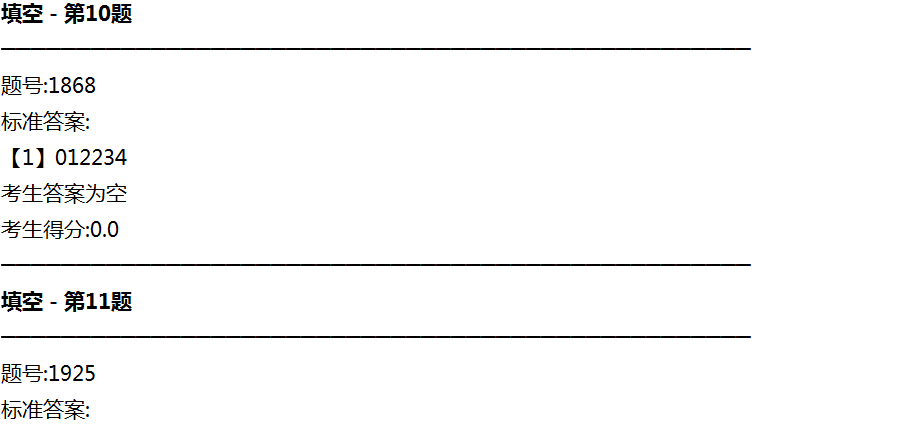 填空 - 第10题
题号:1868
标准答案:
【1】012234
考生答案为空
考生得分:0.0
填空 - 第11题
题号:1925
标准答案: